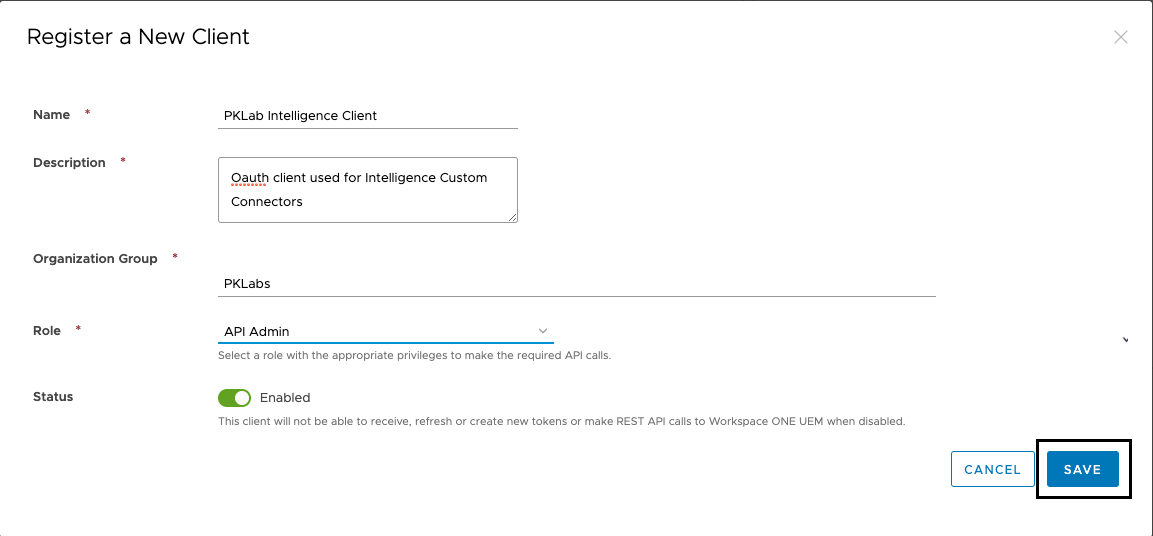 Register a New Client
Name *
PKLab Intelligence Client
Description *
Oauth client used for Intelligence Custom
Connectors
Organization Group *
PKLabs
Role *
API Admin
Select a role with the appropriate privileges to make the required API calls.
Status
Enabled
This client will not be able to receive, refresh or create new tokens or make REST API calls to Workspace ONE UEM when disabled.
CANCEL
SAVE